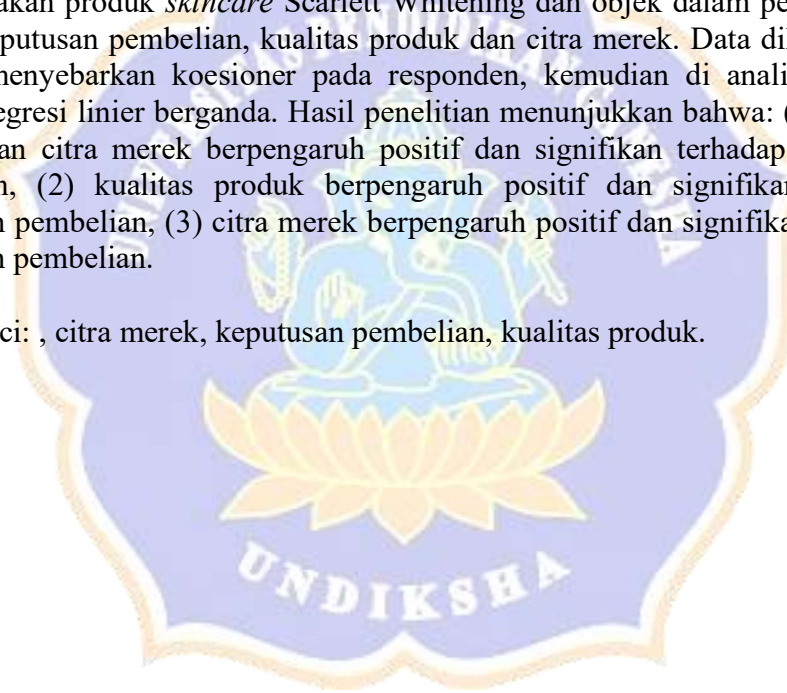 akan produk skincare Scarlett Whitening dan objek dalam pe
putusan pembelian, kualitas produk dan citra merek. Data di
menyebarkan koesioner pada responden, kemudian di anali
egresi linier berganda. Hasil penelitian menunjukkan bahwa: (
an citra merek berpengaruh positif dan signifikan terhadap
n, (2) kualitas produk berpengaruh positif dan signifikan
n pembelian, (3) citra merek berpengaruh positif dan signifika
n pembelian.
ci: , citra merek, keputusan pembelian, kualitas produk.
UNDIKSHA